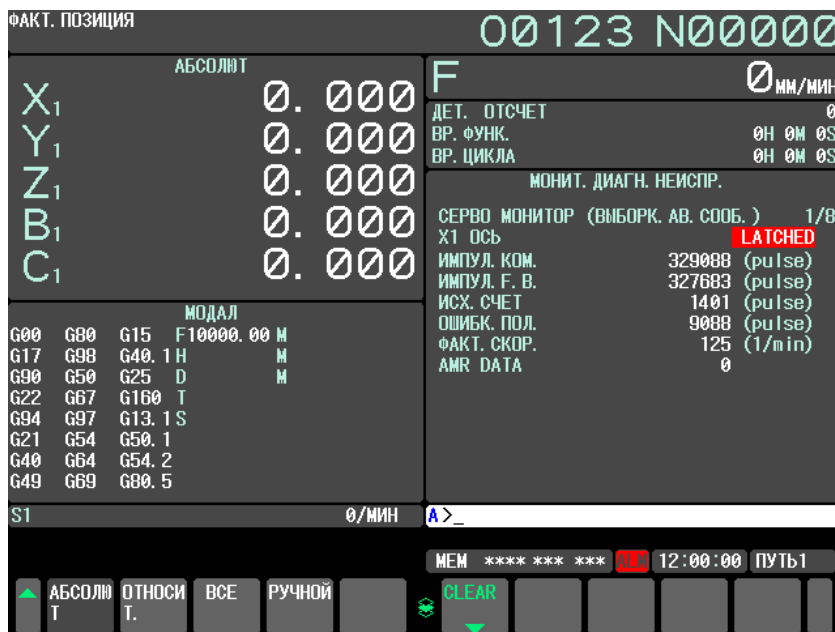 ФАКТ. ПОЗИЦИЯ
O0123 N00000
АБСОЛЮТ
X1 0. 000
Y1 0. 000
Z1 0. 000
B1 0. 000
C1 0. 000
F 0 ММ/МИН
ДЕТ. ОТСЧЕТ 0
ВР. ФУНК. 0H 0M 0S
ВР. ЦИКЛА 0H 0M 0S
МОНИТ. ДИАГН. НЕИСПР.
СЕРВО МОНИТОР (ВЫБОРК. АВ. СООБ. ) 1/8
X1 ОСЬ LATCHED
ИМПУЛ. КОМ. 329088 (pulse)
ИМПУЛ. F. B. 327683 (pulse)
ИСХ. СЧЕТ 1401 (pulse)
ОШИБК. ПОЛ. 9088 (pulse)
ФАКТ. СКОР. 125 (1/min)
AMR DATA 0
МОДАЛ
G00 G80 G15 F10000. 00 M
G17 G98 G40. 1 H M
G90 G50 G25 D M
G22 G67 G160 T
G94 G97 G13. 1 S
G21 G54 G50. 1
G40 G64 G54. 2
G49 G69 G80. 5
S1 0/МИН
A >_
MEM **** *** *** ALM 12:00:00 ПУТЬ1
АБСОЛЮ
Т
ОТНОСИ
Т.
ВСЕ
РУЧНОЙ
CLEAR